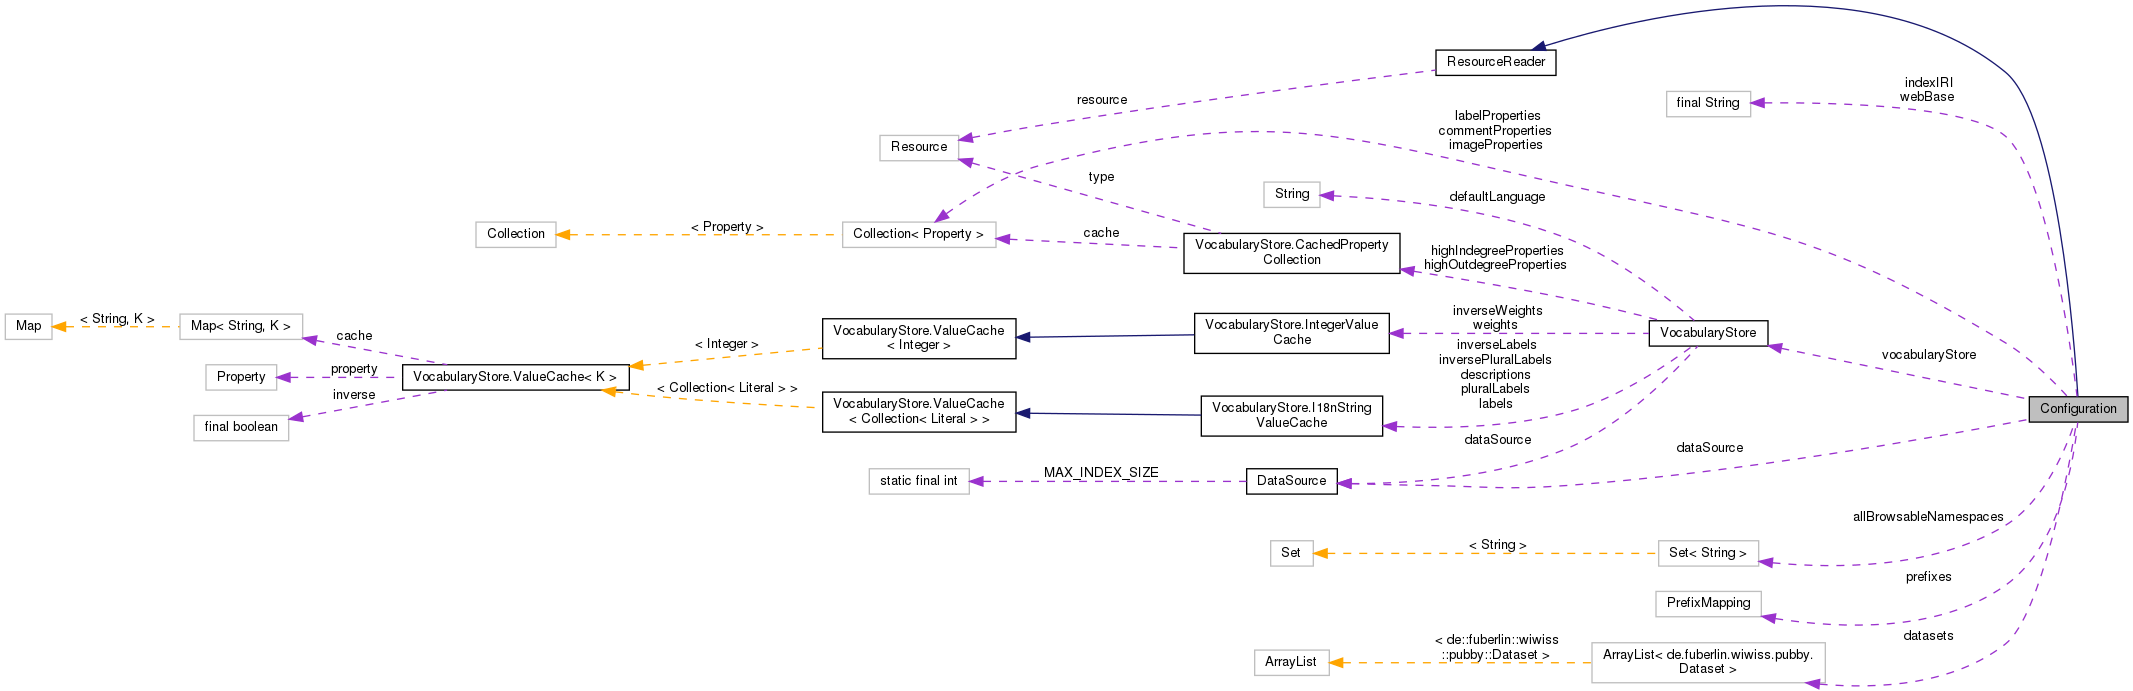 ResourceReader
indexIRI
webBase
final String
resource
labelProperties
commentProperties
imageProperties
Resource
type
String
defaultLanguage
Collection
< Property >
Collection< Property >
cache
VocabularyStore.CachedProperty
Collection
highIndegreeProperties
highOutdegreeProperties
Map
< String, K >
Map< String, K >
cache
Property
property
final boolean
inverse
VocabularyStore.ValueCache< K >
< Integer >
< Collection< Literal > >
VocabularyStore.ValueCache
< Integer >
VocabularyStore.ValueCache
< Collection< Literal > >
VocabularyStore.IntegerValue
Cache
VocabularyStore.I18nString
ValueCache
inverseWeights
weights
inverseLabels
inversePluralLabels
descriptions
pluralLabels
labels
VocabularyStore
vocabularyStore
Configuration
dataSource
dataSource
static final int
MAX_INDEX_SIZE
DataSource
allBrowsableNamespaces
Set
< String >
Set< String >
prefixes
PrefixMapping
datasets
ArrayList
< de::fuberlin::wiwiss
::pubby::Dataset >
ArrayList< de.fuberlin.wiwiss.pubby.
Dataset >